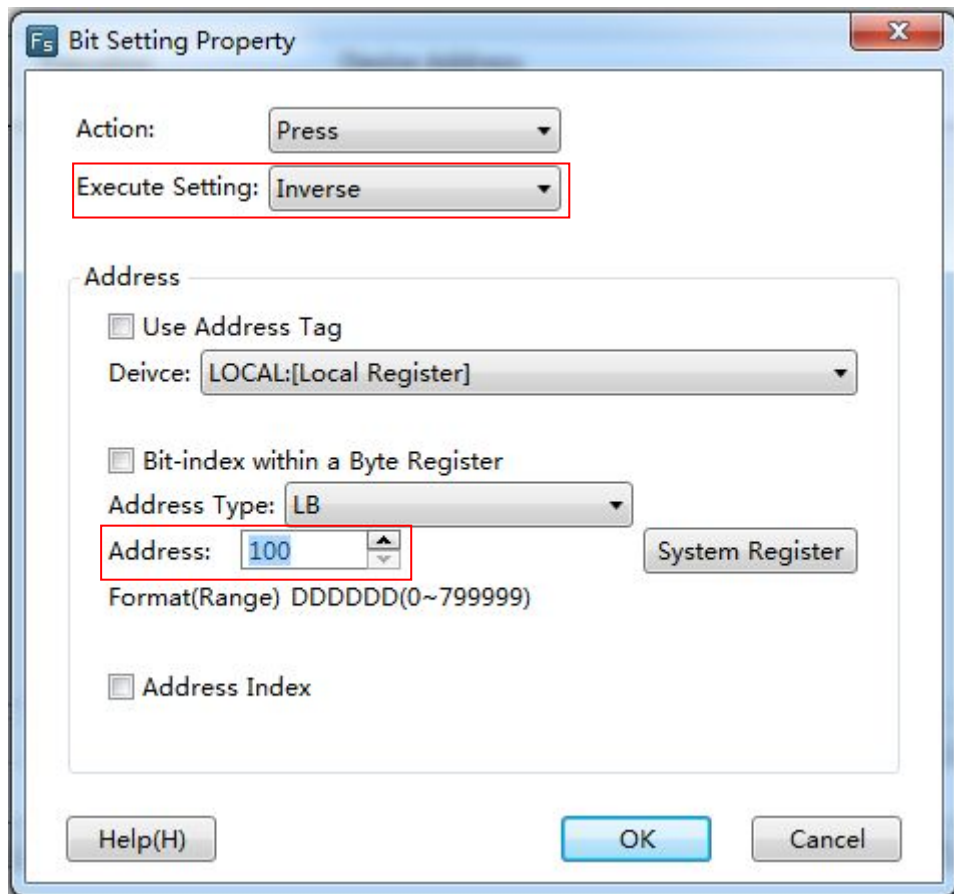 Fs Bit Setting Property
Action: Press
Execute Setting: Inverse
Address
Use Address Tag
Deivce: LOCAL:[Local Register]
Bit-index within a Byte Register
Address Type: LB
Address: 100
System Register
Format(Range) DDDDDD(0~799999)
Address Index
Help(H) OK Cancel